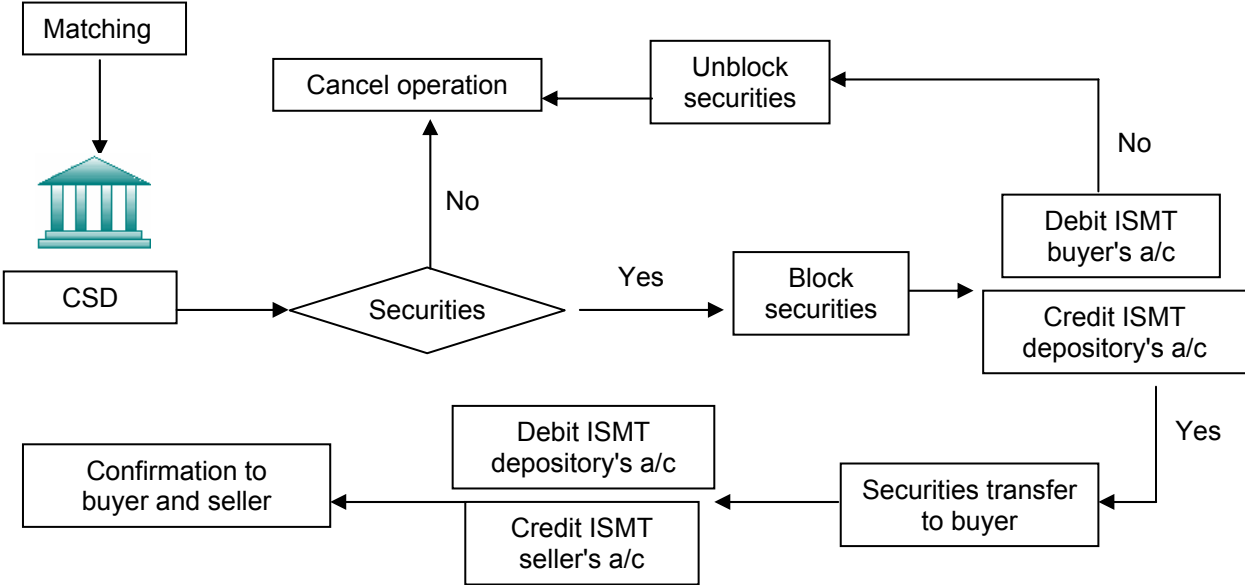 Matching
Cancel operation
Unblock
securities
No
No
CSD
Securities
Yes
Block
securities
Debit ISMT
buyer's a/c
Credit ISMT
depository's a/c
Yes
Confirmation to
buyer and seller
Debit ISMT
depository's a/c
Credit ISMT
seller's a/c
Securities transfer
to buyer